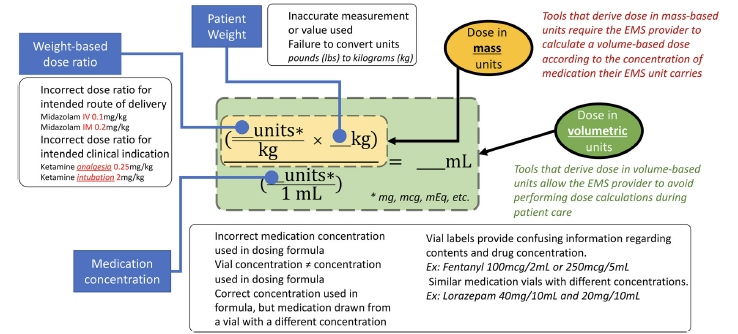 Patient
Weight
Inaccurate measurement
or value used
Failure to convert units
pounds (lbs) to kilograms (kg)
Dose in
mass
units
Tools that derive dose in mass-based
units require the EMS provider to
calculate a volume-based dose
according to the concentration of
medication their EMS unit carries
Weight-based
dose ratio
Incorrect dose ratio for
intended route of delivery
Midazolam IV 0.1mg/kg
Midazolam IM 0.2mg/kg
Incorrect dose ratio for
intended clinical indication
Ketamine analgesia 0.25mg/kg
Ketamine intubation 2mg/kg
(__units*
kg
× __kg)
(__units*
1 mL)
= ___mL
* mg, mcg, mEq, etc.
Dose in
volumetric
units
Tools that derive dose in volume-based
units allow the EMS provider to avoid
performing dose calculations during
patient care
Medication
concentration
Incorrect medication concentration
used in dosing formula
Vial concentration ≠ concentration
used in dosing formula
Correct concentration used in
formula, but medication drawn from
a vial with a different concentration
Vial labels provide confusing information regarding
contents and drug concentration.
Ex: Fentanyl 100mcg/2mL or 250mcg/5mL
Similar medication vials with different concentrations.
Ex: Lorazepam 40mg/10mL and 20mg/10mL